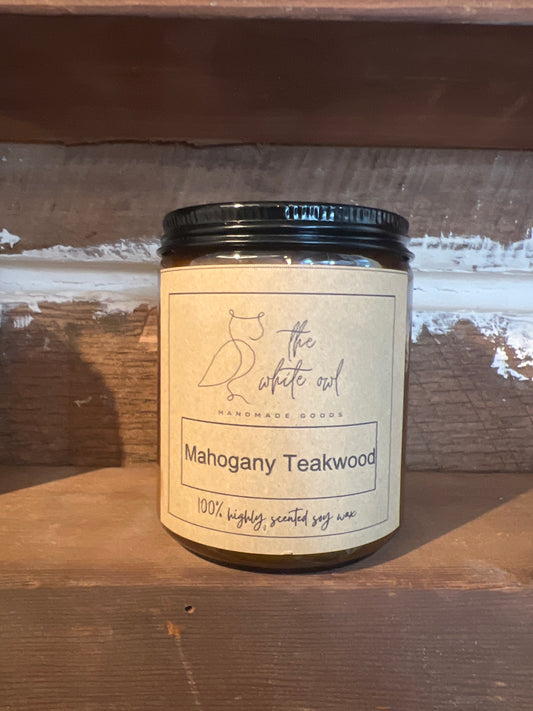 the
white owl
HANDMADE GOODS
Mahogany Teakwood
100% highly scented soy wax